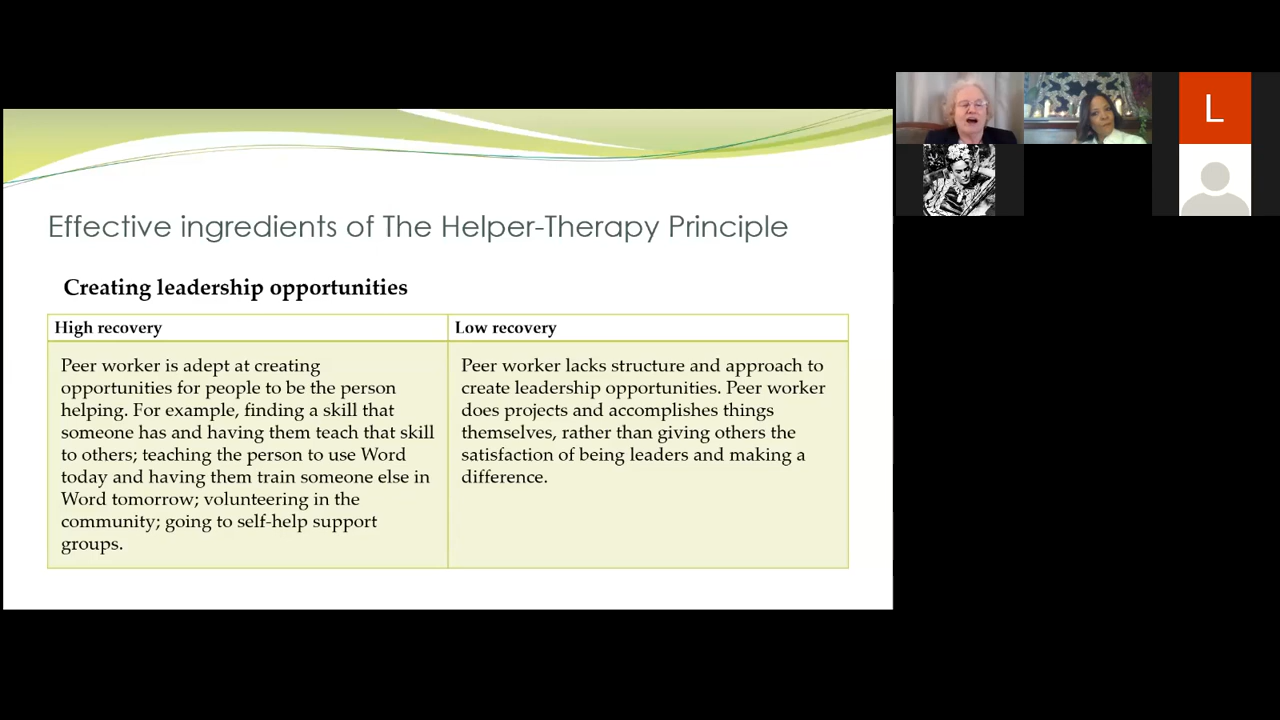 Effective ingredients of The Helper-Therapy Principle
Creating leadership opportunities
High recovery
Peer worker is adept at creating
opportunities for people to be the person
helping. For example, finding a skill that
someone has and having them teach that skill
to others; teaching the person to use Word
today and having them train someone else in
Word tomorrow; volunteering in the
community; going to self-help support
groups.
Low recovery
Peer worker lacks structure and approach to
create leadership opportunities. Peer worker
does projects and accomplishes things
themselves, rather than giving others the
satisfaction of being leaders and making a
difference.
L